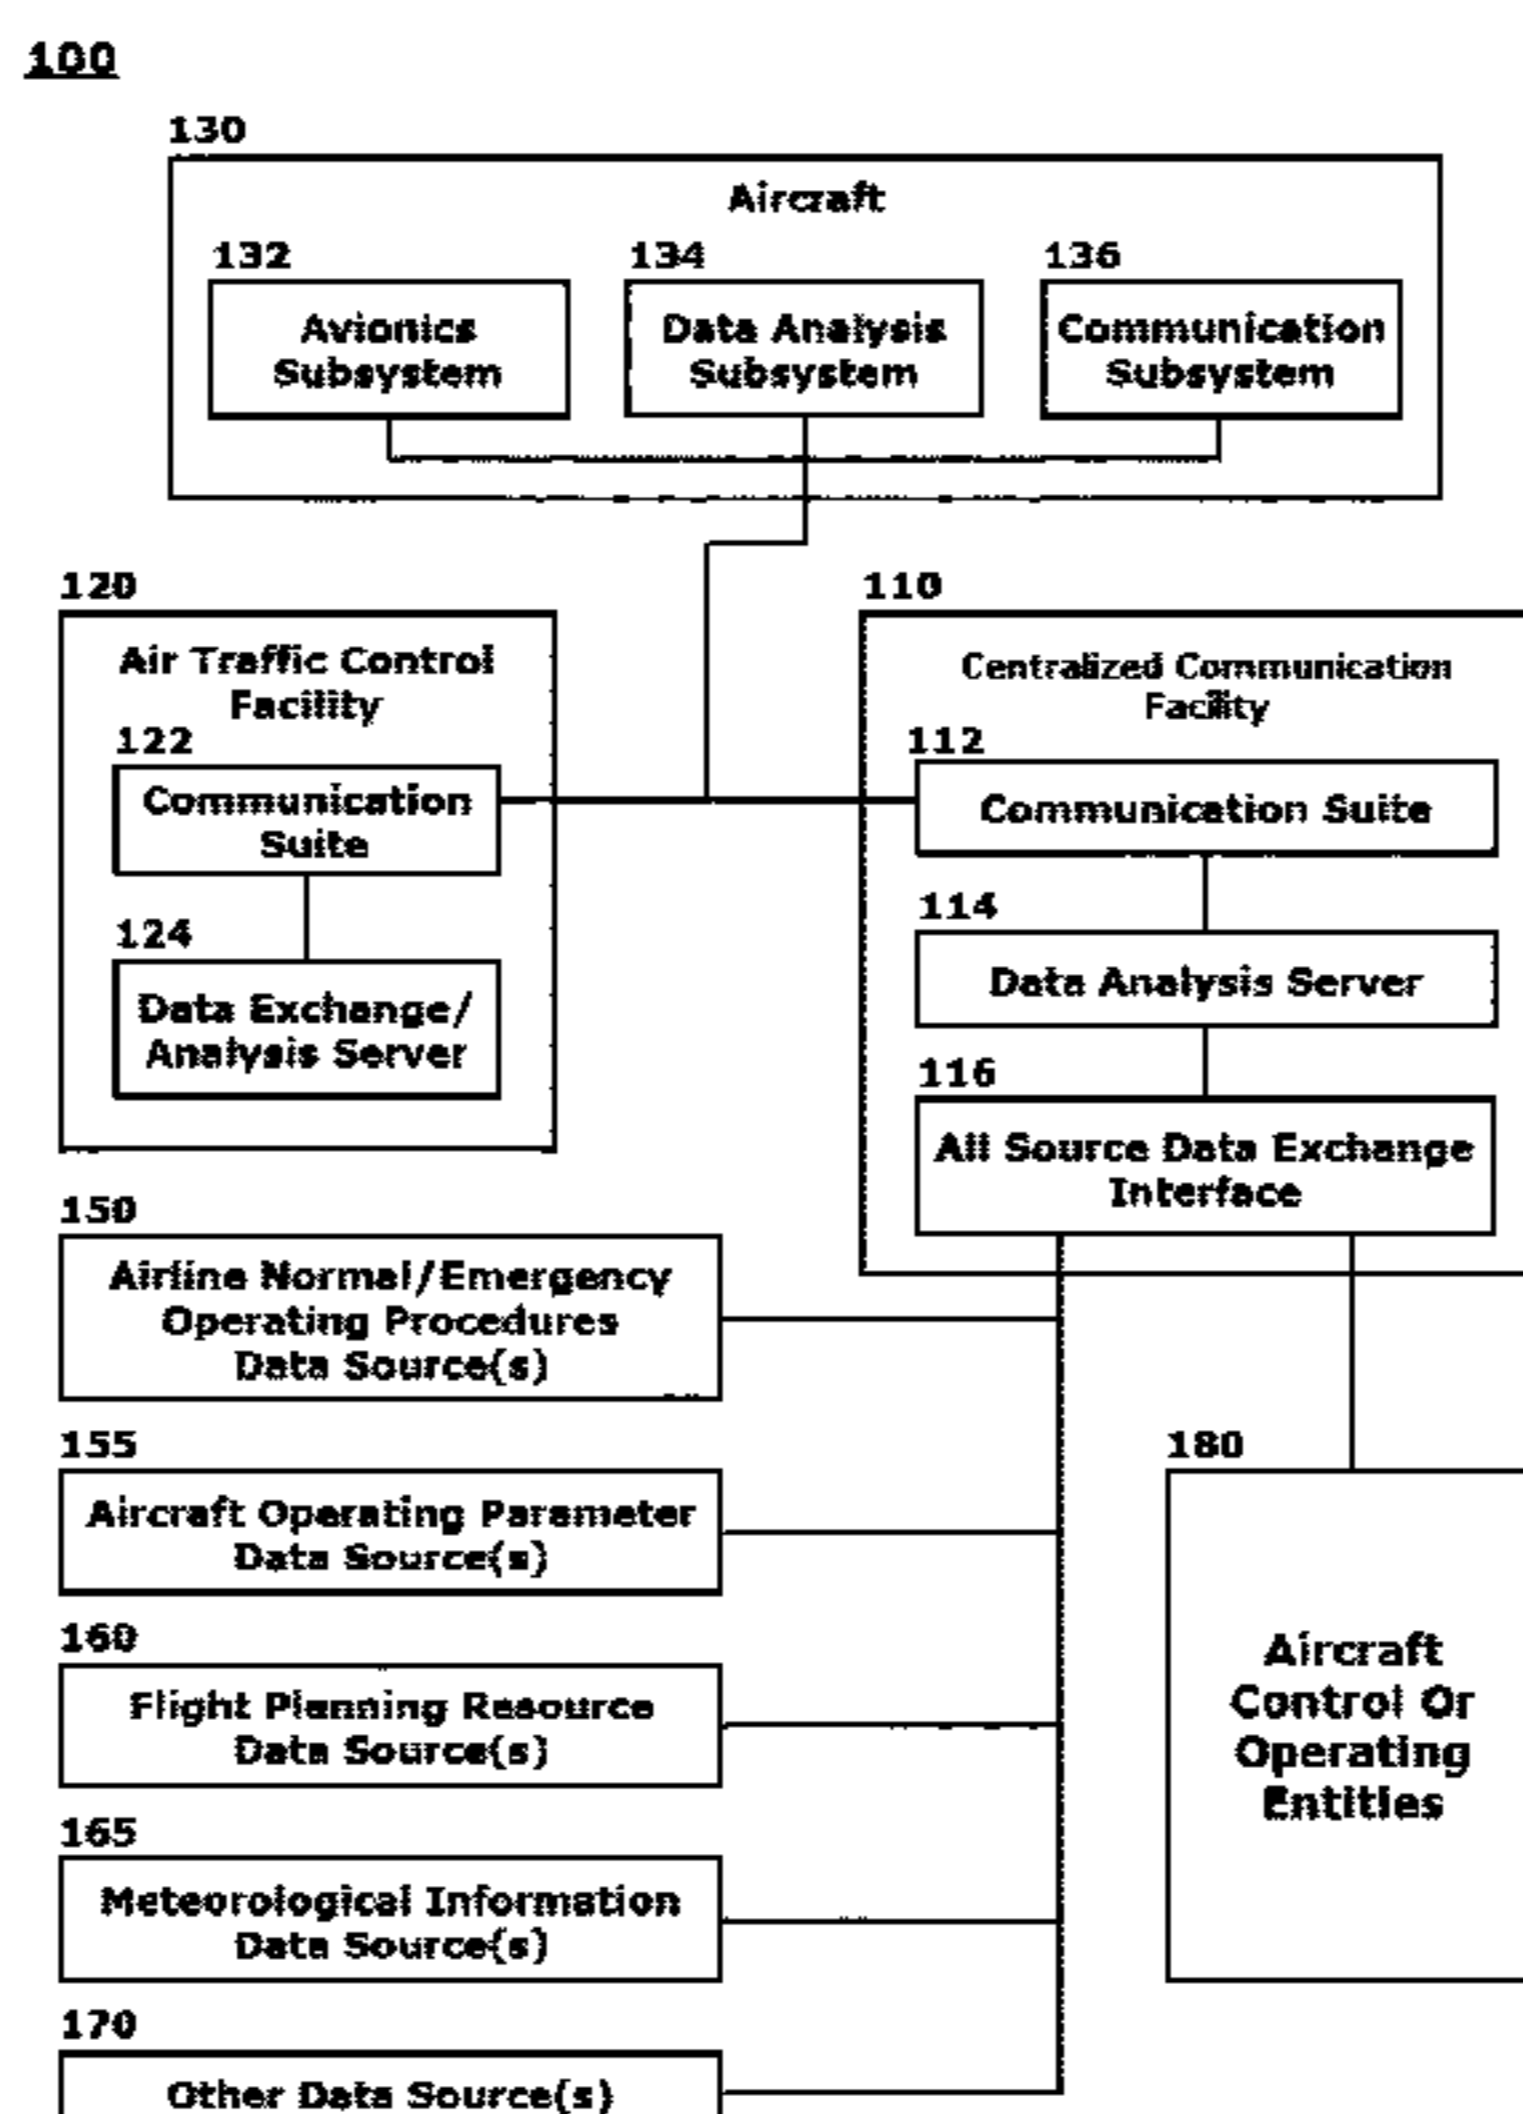 100
130
Aircraft
132
134
136
Avionics
Subsystem
Data Analysis
Subsystem
Communication
Subsystem
120
110
Air Traffic Control
Facility
Centralized Communication
Facility
122
112
Communication
Suite
Communication Suite
114
124
Data Exchange/
Analysis Server
Data Analysis Server
116
All Source Data Exchange
Interface
150
Airline Normal/Emergency
Operating Procedures
Data Source(s)
155
180
Aircraft Operating Parameter
Data Source(s)
160
Flight Planning Resource
Data Source(s)
Aircraft
Control Or
Operating
Entities
165
Meteorological Information
Data Source(s)
170
Other Data Source(s)